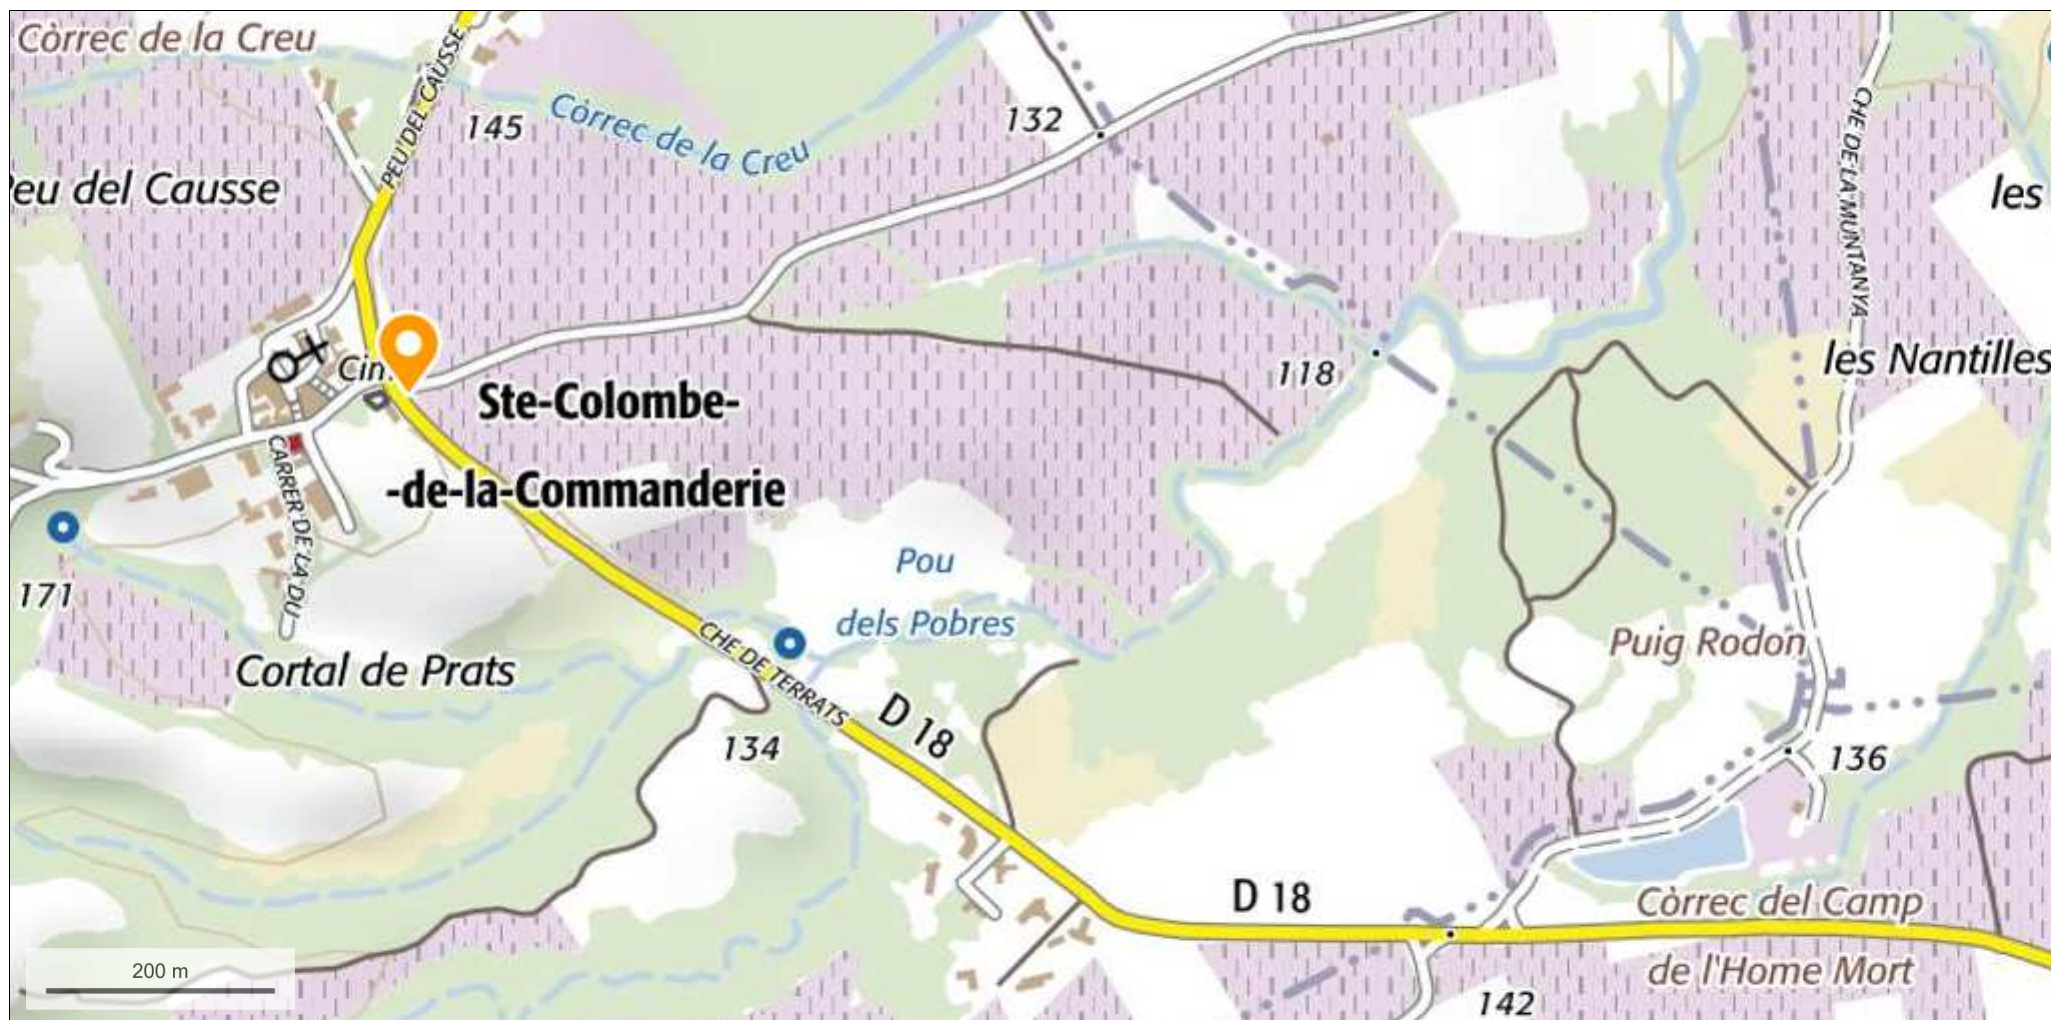 Còrrec de la Creu
PEU DEL CAUSSE
145
Còrrec de la Creu
132
eu del Causse
CHE DE LA MUNTANYA
les
Cim
Ste-Colombe-
-de-la-Commanderie
118
les Nantilles
CARRER DE LA DUI
171
Pou
dels Pobres
Cortal de Prats
CHE DE TERRATS
D 18
134
Puig Rodon
136
D 18
Còrrec del Camp
de l'Home Mort
142
200 m